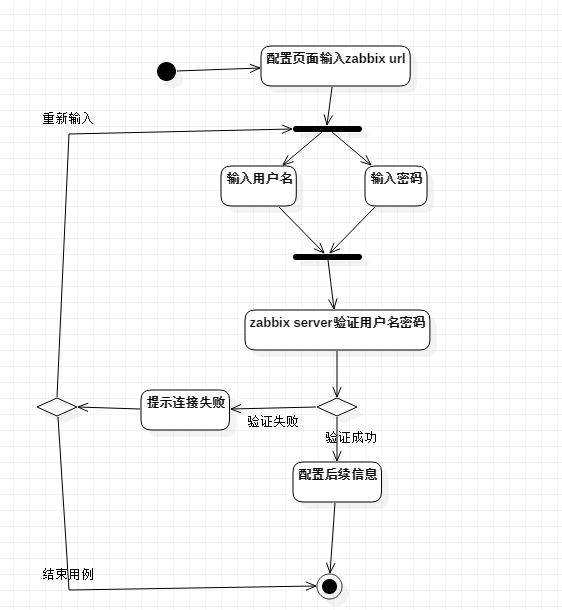 配置页面输入zabbix url
重新输入
输入用户名
输入密码
zabbix server验证用户名密码
提示连接失败
验证失败
验证成功
配置后续信息
结束用例